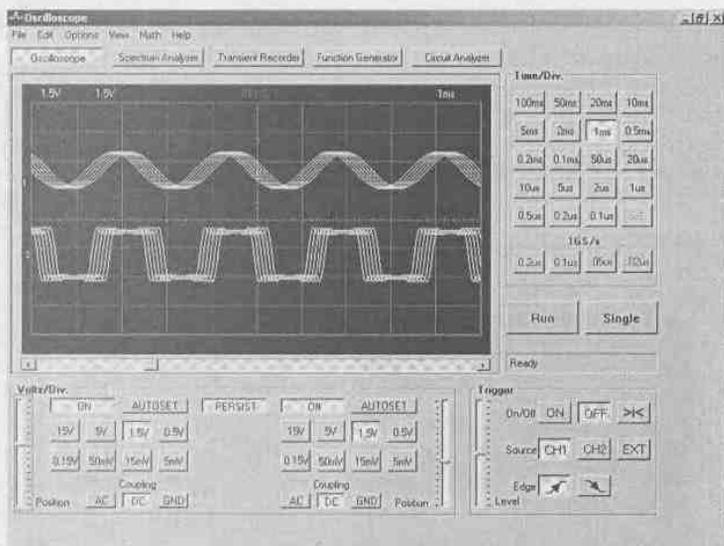 Oscilloscope
File Edit Options View Math Help
Oscilloscope Spectrum Analyzer Transient Recorder Function Generator Circuit Analyzer
1.5V 1.5V 1ms
Time/Div.
100ms 50ms 20ms 10ms
5ms 2ms 1ms 0.5ms
0.2ms 0.1ms 50us 20us
10us 5us 2us 1us
0.5us 0.2us 0.1us
1GS/s
0.2us 0.1us .05us .02us
Run Single
Ready
Volts/Div.
ON AUTOSET PERSIST ON AUTOSET
15V 5V 1.5V 0.5V 15V 5V 1.5V 0.5V
0.15V 50mV 15mV 5mV 0.15V 50mV 15mV 5mV
Coupling Coupling
Position AC DC GND AC DC GND Position
Trigger
On/Off ON OFF
Source CH1 CH2 EXT
Edge
Level